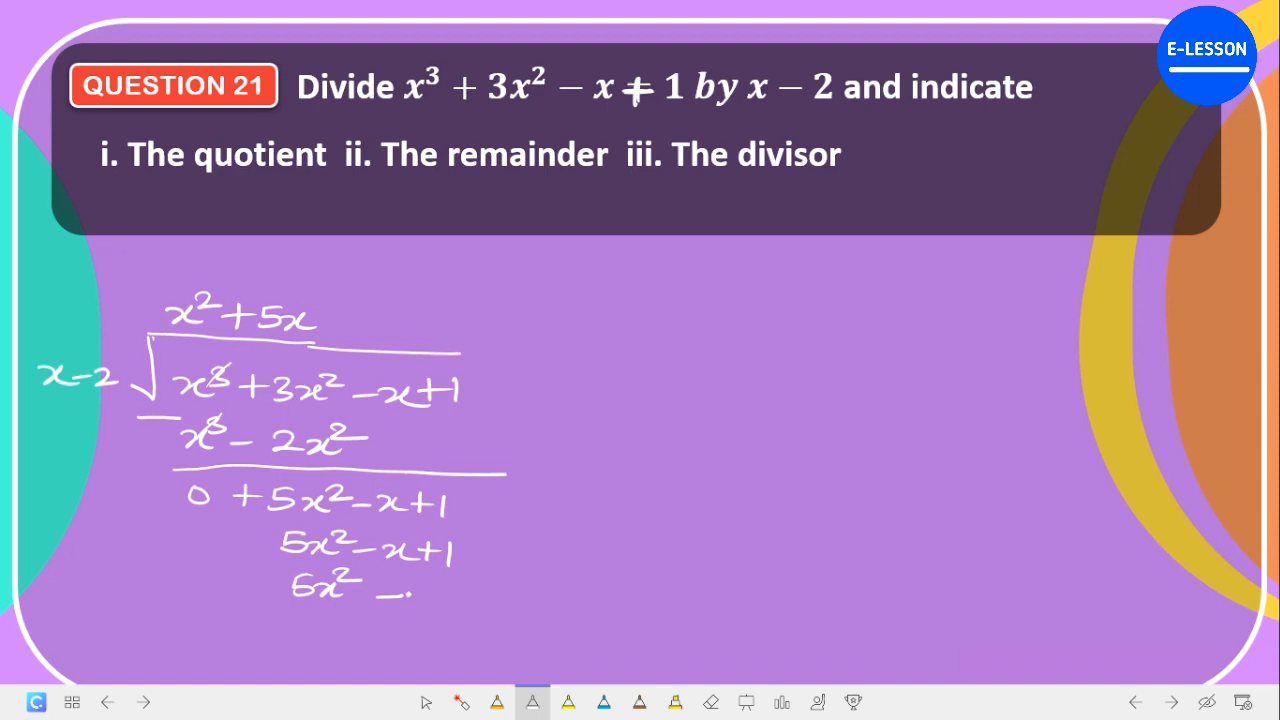 E-LESSON
QUESTION 21 Divide x³ + 3x² − x + 1 by x − 2 and indicate
i. The quotient ii. The remainder iii. The divisor
x² + 5x
x − 2 √ x³ + 3x² − x + 1
− x³ − 2x²
0 + 5x² − x + 1
5x² − x + 1
5x² −
C